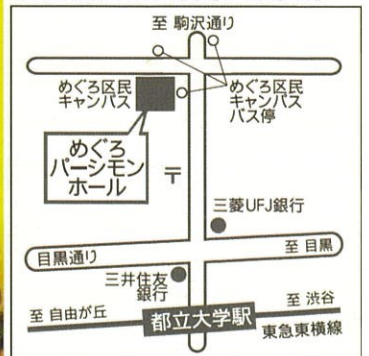 至 駒沢通り
めぐろ区民
キャンパス
めぐろ区民
キャンパス
バス停
めぐろ
パーシモン
ホール
〒
三菱UFJ銀行
目黒通り
至 目黒
三井住友
銀行
至 自由が丘
都立大学駅
至 渋谷
東急東横線